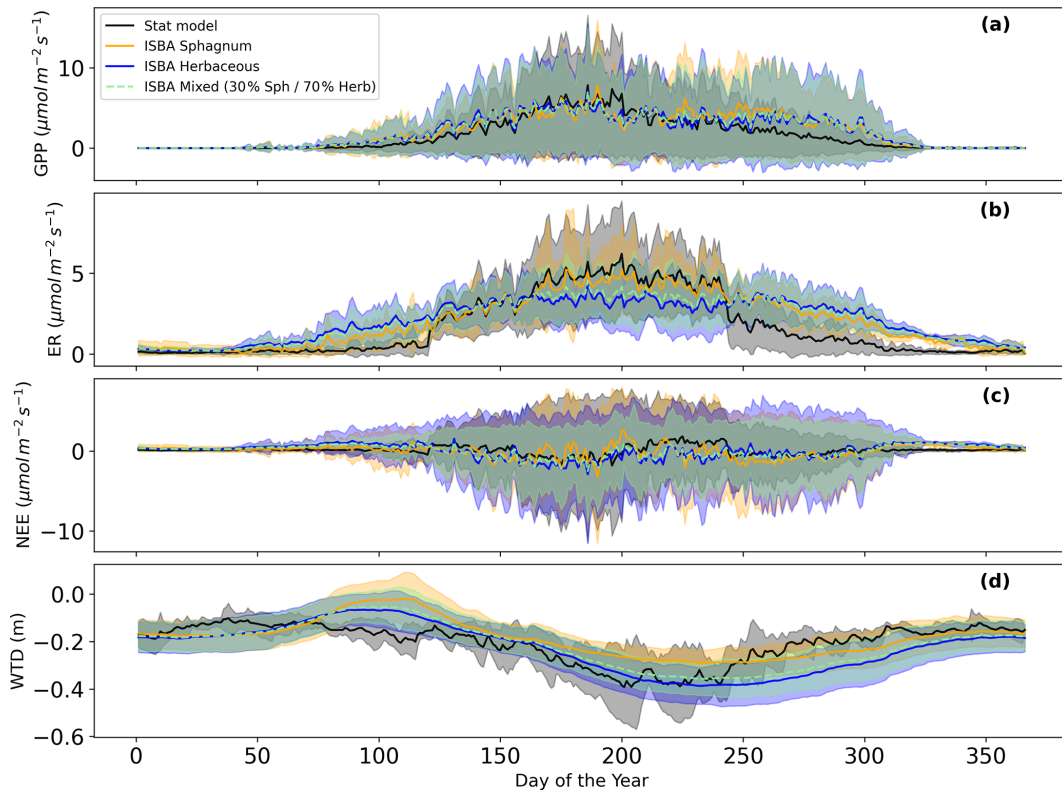 (a)
Stat model
ISBA Sphagnum
ISBA Herbaceous
ISBA Mixed (30% Sph / 70% Herb)
GPP (μmol m⁻² s⁻¹)
10
0
(b)
ER (μmol m⁻² s⁻¹)
5
0
(c)
NEE (μmol m⁻² s⁻¹)
0
−10
(d)
WTD (m)
0.0
−0.2
−0.4
−0.6
0 50 100 150 200 250 300 350
Day of the Year